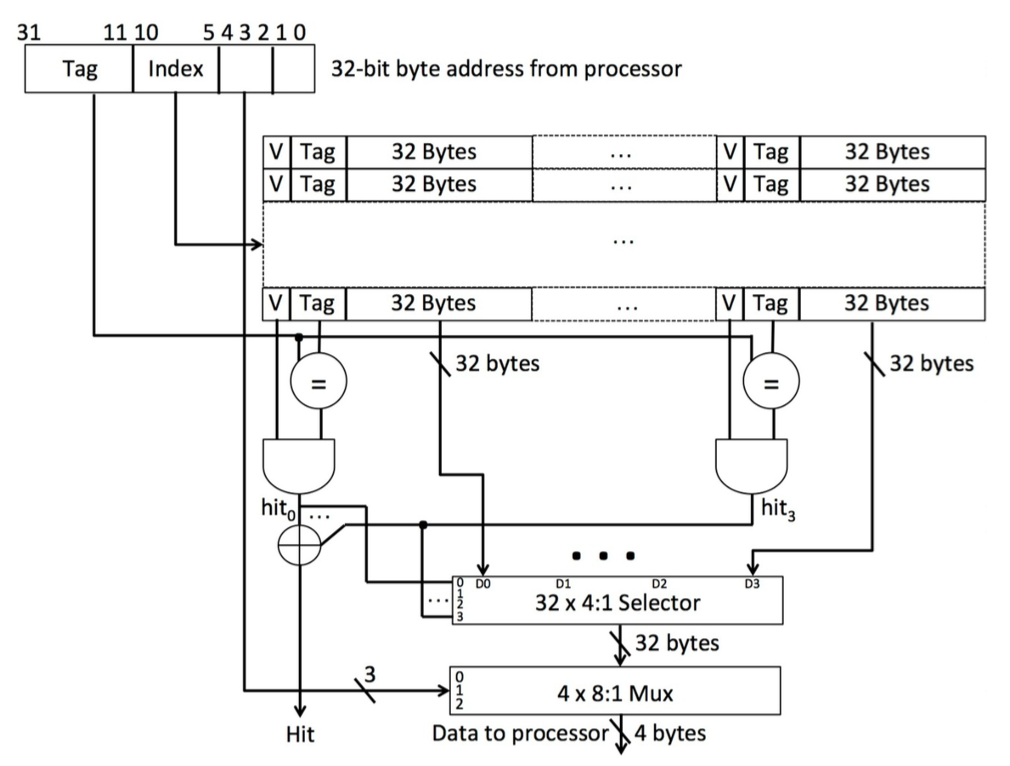 31 11 10 5 4 3 2 1 0
Tag Index 32-bit byte address from processor
V Tag 32 Bytes ... V Tag 32 Bytes
V Tag 32 Bytes ... V Tag 32 Bytes
...
V Tag 32 Bytes ... V Tag 32 Bytes
32 bytes 32 bytes
= =
hit0 ... hit3
0 D0 D1 D2 D3
1
... 2 32 x 4:1 Selector
3
32 bytes
3 0
1 4 x 8:1 Mux
2
Hit Data to processor 4 bytes